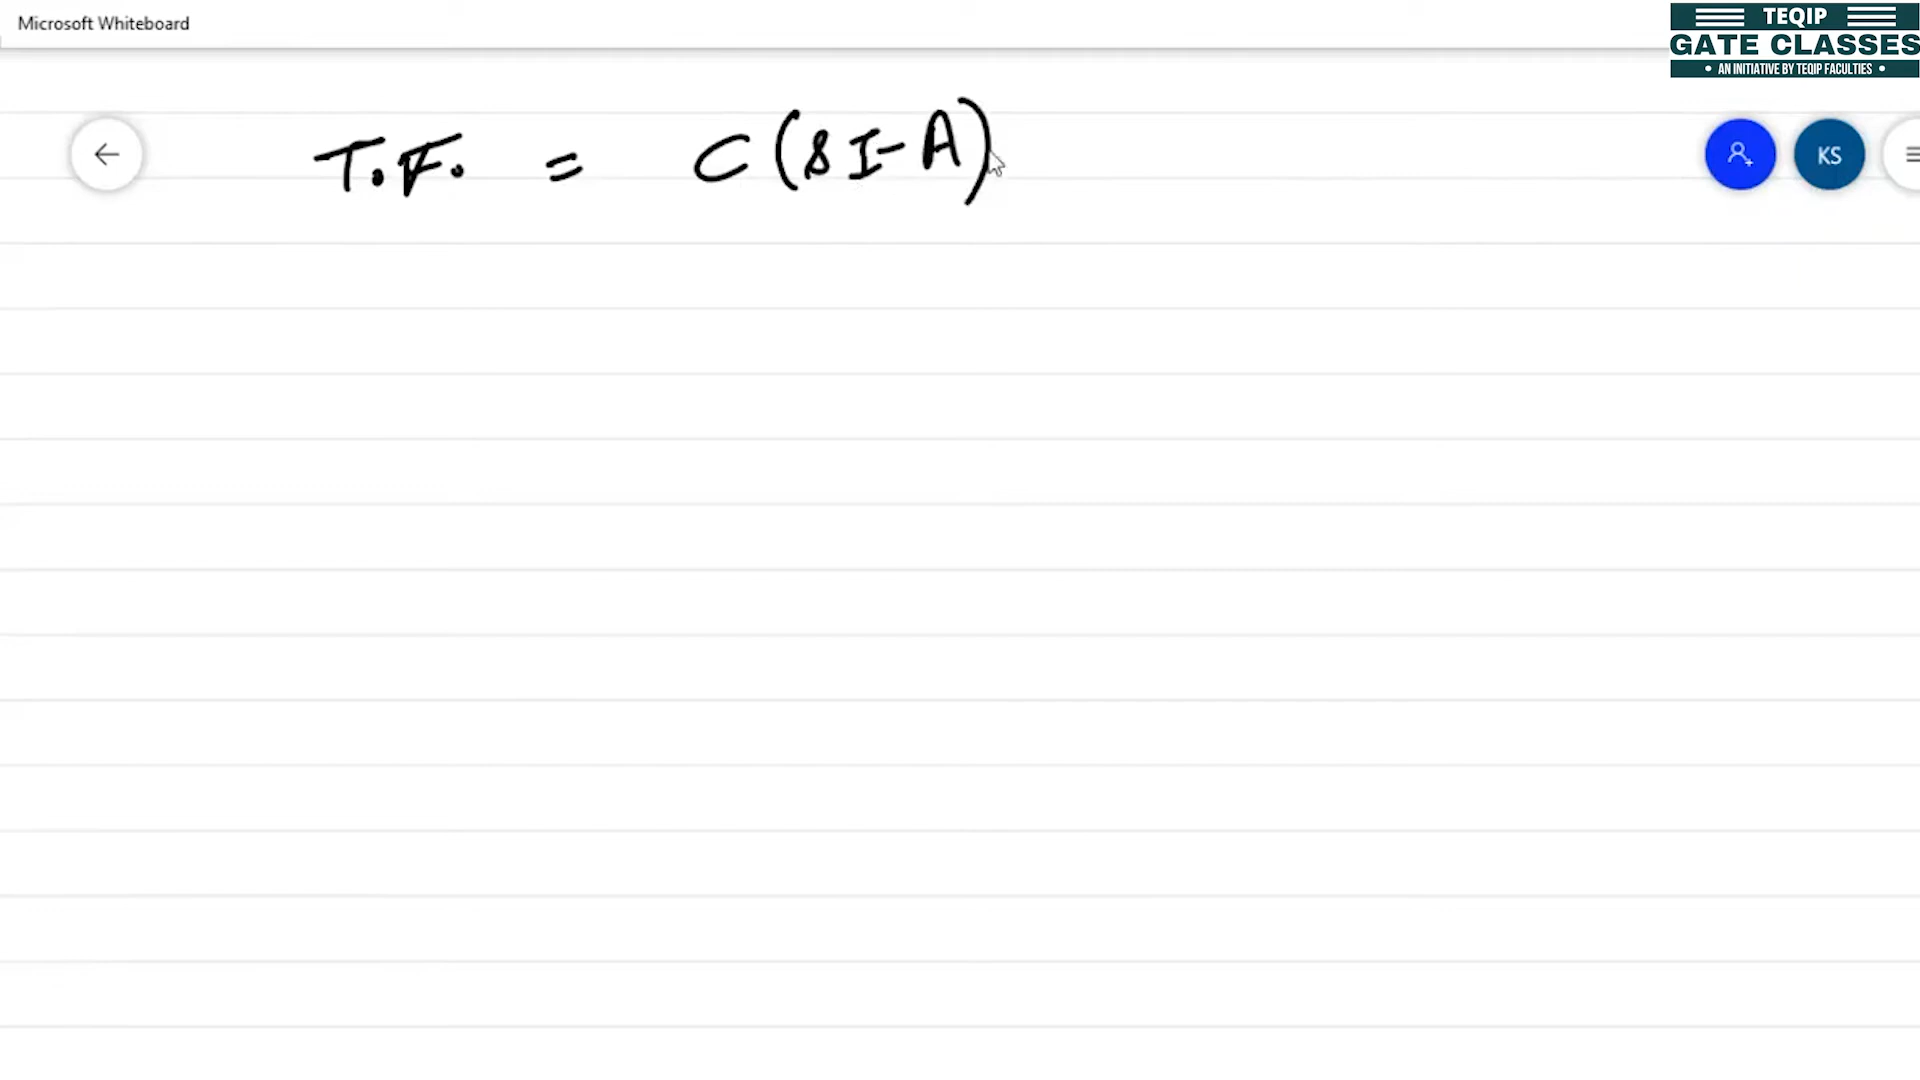 Microsoft Whiteboard
TEQIP
GATE CLASSES
• AN INITIATIVE BY TEQIP FACULTIES •
T.F. = C(sI-A)
KS